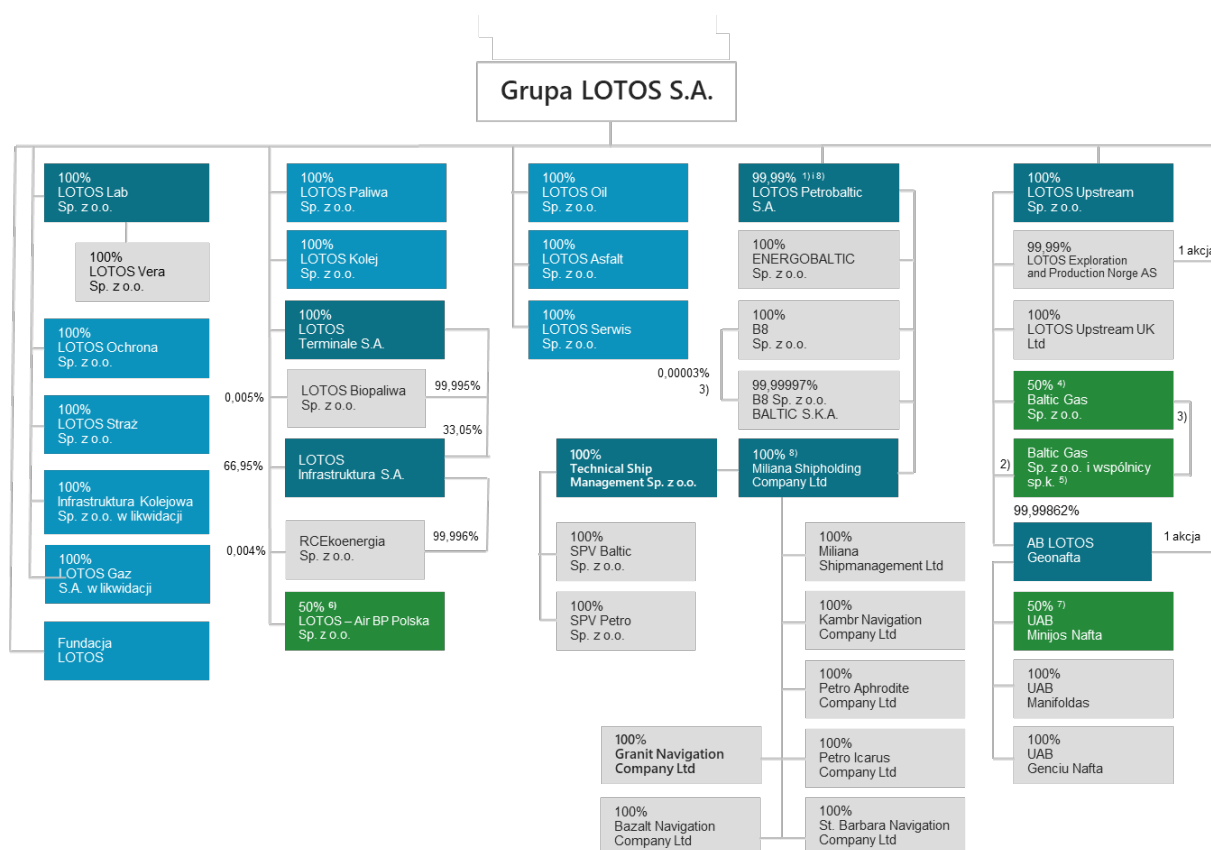 Grupa LOTOS S.A.
100%
LOTOS Lab
Sp. z o.o.
100%
LOTOS Vera
Sp. z o.o.
100%
LOTOS Ochrona
Sp. z o.o.
100%
LOTOS Straż
Sp. z o.o.
100%
Infrastruktura Kolejowa
Sp. z o.o. w likwidacji
100%
LOTOS Gaz
S.A. w likwidacji
Fundacja
LOTOS
100%
LOTOS Paliwa
Sp. z o.o.
100%
LOTOS Kolej
Sp. z o.o.
100%
LOTOS
Terminale S.A.
0,005%
LOTOS Biopaliwa
Sp. z o.o.
99,995%
33,05%
66,95%
LOTOS
Infrastruktura S.A.
0,004%
RCEkoenergia
Sp. z o.o.
99,996%
50% 6)
LOTOS – Air BP Polska
Sp. z o.o.
100%
LOTOS Oil
Sp. z o.o.
100%
LOTOS Asfalt
Sp. z o.o.
100%
LOTOS Serwis
Sp. z o.o.
99,99% 1) i 8)
LOTOS Petrobaltic
S.A.
100%
ENERGOBALTIC
Sp. z o.o.
100%
B8
Sp. z o.o.
0,00003%
3)
99,99997%
B8 Sp. z o.o.
BALTIC S.K.A.
100%
Technical Ship
Management Sp. z o.o.
100% 8)
Miliana Shipholding
Company Ltd
100%
SPV Baltic
Sp. z o.o.
100%
SPV Petro
Sp. z o.o.
100%
Miliana
Shipmanagement Ltd
100%
Kambr Navigation
Company Ltd
100%
Petro Aphrodite
Company Ltd
100%
Granit Navigation
Company Ltd
100%
Petro Icarus
Company Ltd
100%
Bazalt Navigation
Company Ltd
100%
St. Barbara Navigation
Company Ltd
100%
LOTOS Upstream
Sp. z o.o.
99,99%
LOTOS Exploration
and Production Norge AS
1 akcja
100%
LOTOS Upstream UK
Ltd
50% 4)
Baltic Gas
Sp. z o.o.
3)
2)
Baltic Gas
Sp. z o.o. i wspólnicy
sp.k. 5)
99,99862%
AB LOTOS
Geonafta
1 akcja
50% 7)
UAB
Minijos Nafta
100%
UAB
Manifoldas
100%
UAB
Genciu Nafta